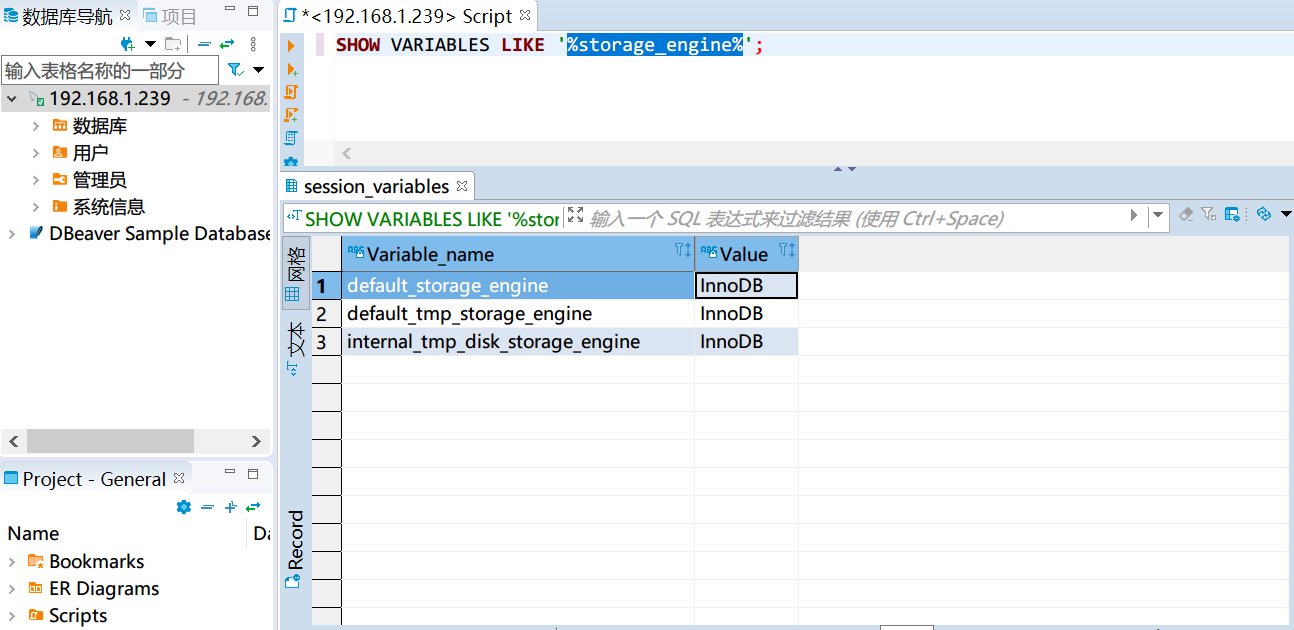 数据库导航 项目
输入表格名称的一部分
192.168.1.239 - 192.168.
数据库
用户
管理员
系统信息
DBeaver Sample Database
Project - General
Name Da
Bookmarks
ER Diagrams
Scripts
*<192.168.1.239> Script
SHOW VARIABLES LIKE '%storage_engine%';
session_variables
SHOW VARIABLES LIKE '%stor 输入一个 SQL 表达式来过滤结果 (使用 Ctrl+Space)
网格
文本
Record
Variable_name Value
1 default_storage_engine InnoDB
2 default_tmp_storage_engine InnoDB
3 internal_tmp_disk_storage_engine InnoDB